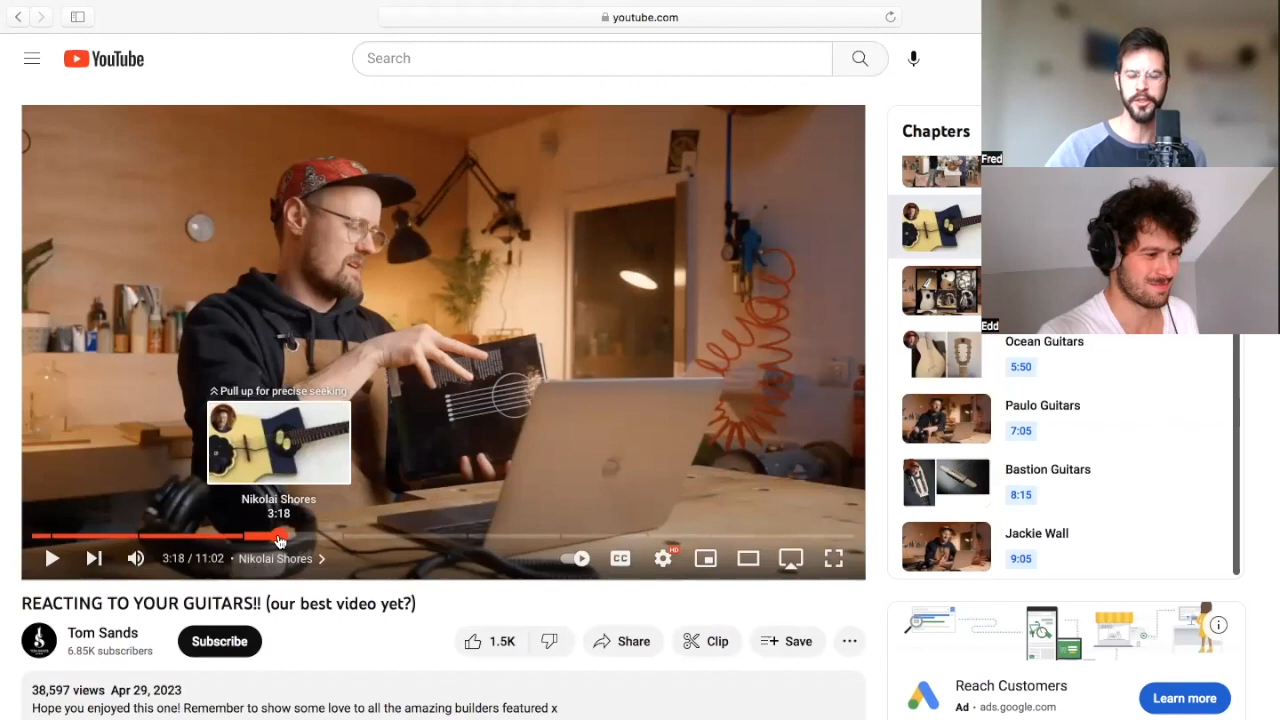 youtube.com
YouTube
Search
Chapters
Fred
Edd
Ocean Guitars
5:50
Paulo Guitars
7:05
Bastion Guitars
8:15
Jackie Wall
9:05
Pull up for precise seeking
Nikolai Shores
3:18
3:18 / 11:02 • Nikolai Shores
CC
HD
REACTING TO YOUR GUITARS!! (our best video yet?)
Tom Sands
6.85K subscribers
Subscribe
1.5K
Share
Clip
Save
38,597 views Apr 29, 2023
Hope you enjoyed this one! Remember to show some love to all the amazing builders featured x
Reach Customers
Ad • ads.google.com
Learn more